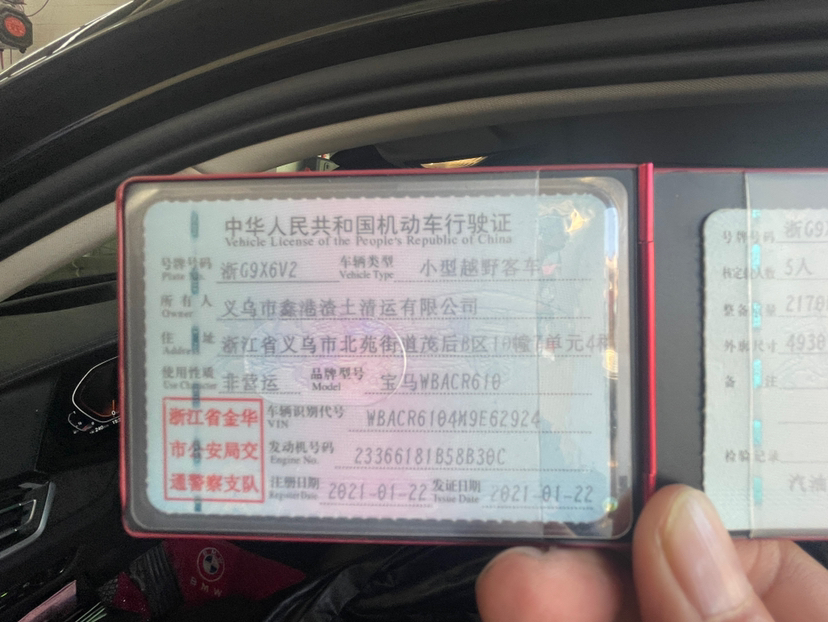 中华人民共和国机动车行驶证
Vehicle License of the People's Republic of China
号牌号码 浙G9X6V2 车辆类型 小型越野客车
Plate No. Vehicle Type
所有人 义乌市鑫港渣土清运有限公司
Owner
住址 浙江省义乌市北苑街道茂后B区10幢7单元4楼
Address
使用性质 非营运 品牌型号 宝马WBACR610
Use Character Model
浙江省金华
市公安局交
通警察支队
车辆识别代号 WBACR6104M9E62924
VIN
发动机号码 23366181B58B30C
Engine No.
注册日期 2021-01-22 发证日期 2021-01-22
Register Date Issue Date
号牌号码 浙G9X
核定载人数 5人
整备质量 2170
外廓尺寸 4930
备注
检验记录
汽油
BMW